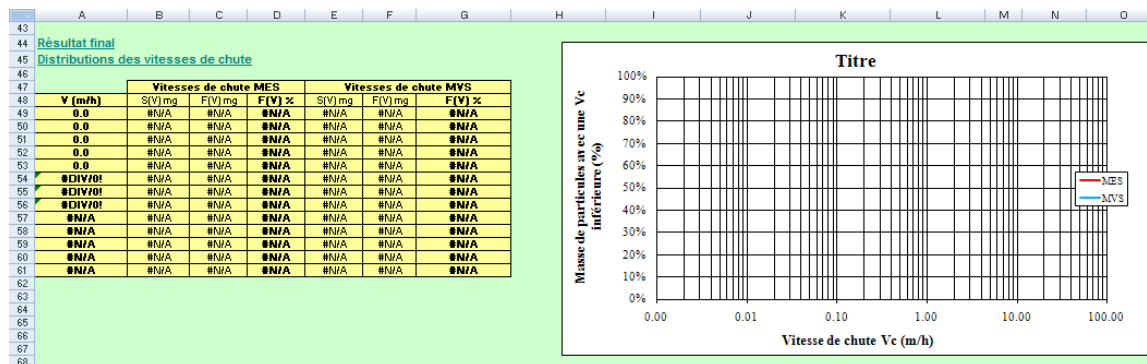 A B C D E F G H I J K L M N O
43
44 Résultat final
45 Distributions des vitesses de chute
46
47 Vitesses de chute MES Vitesses de chute MVS
48 V (m/h) S(V) mg F(V) mg F(V) % S(V) mg F(V) mg F(V) %
49 0.0 #N/A #N/A #N/A #N/A #N/A #N/A
50 0.0 #N/A #N/A #N/A #N/A #N/A #N/A
51 0.0 #N/A #N/A #N/A #N/A #N/A #N/A
52 0.0 #N/A #N/A #N/A #N/A #N/A #N/A
53 0.0 #N/A #N/A #N/A #N/A #N/A #N/A
54 #DIV/0! #N/A #N/A #N/A #N/A #N/A #N/A
55 #DIV/0! #N/A #N/A #N/A #N/A #N/A #N/A
56 #DIV/0! #N/A #N/A #N/A #N/A #N/A #N/A
57 #N/A #N/A #N/A #N/A #N/A #N/A #N/A
58 #N/A #N/A #N/A #N/A #N/A #N/A #N/A
59 #N/A #N/A #N/A #N/A #N/A #N/A #N/A
60 #N/A #N/A #N/A #N/A #N/A #N/A #N/A
61 #N/A #N/A #N/A #N/A #N/A #N/A #N/A
62
63
64
65
66
67
68
Titre
Masse de particules avec une Vc
inférieure (%)
100%
90%
80%
70%
60%
50%
40%
30%
20%
10%
0%
0.00 0.01 0.10 1.00 10.00 100.00
Vitesse de chute Vc (m/h)
MES
MVS